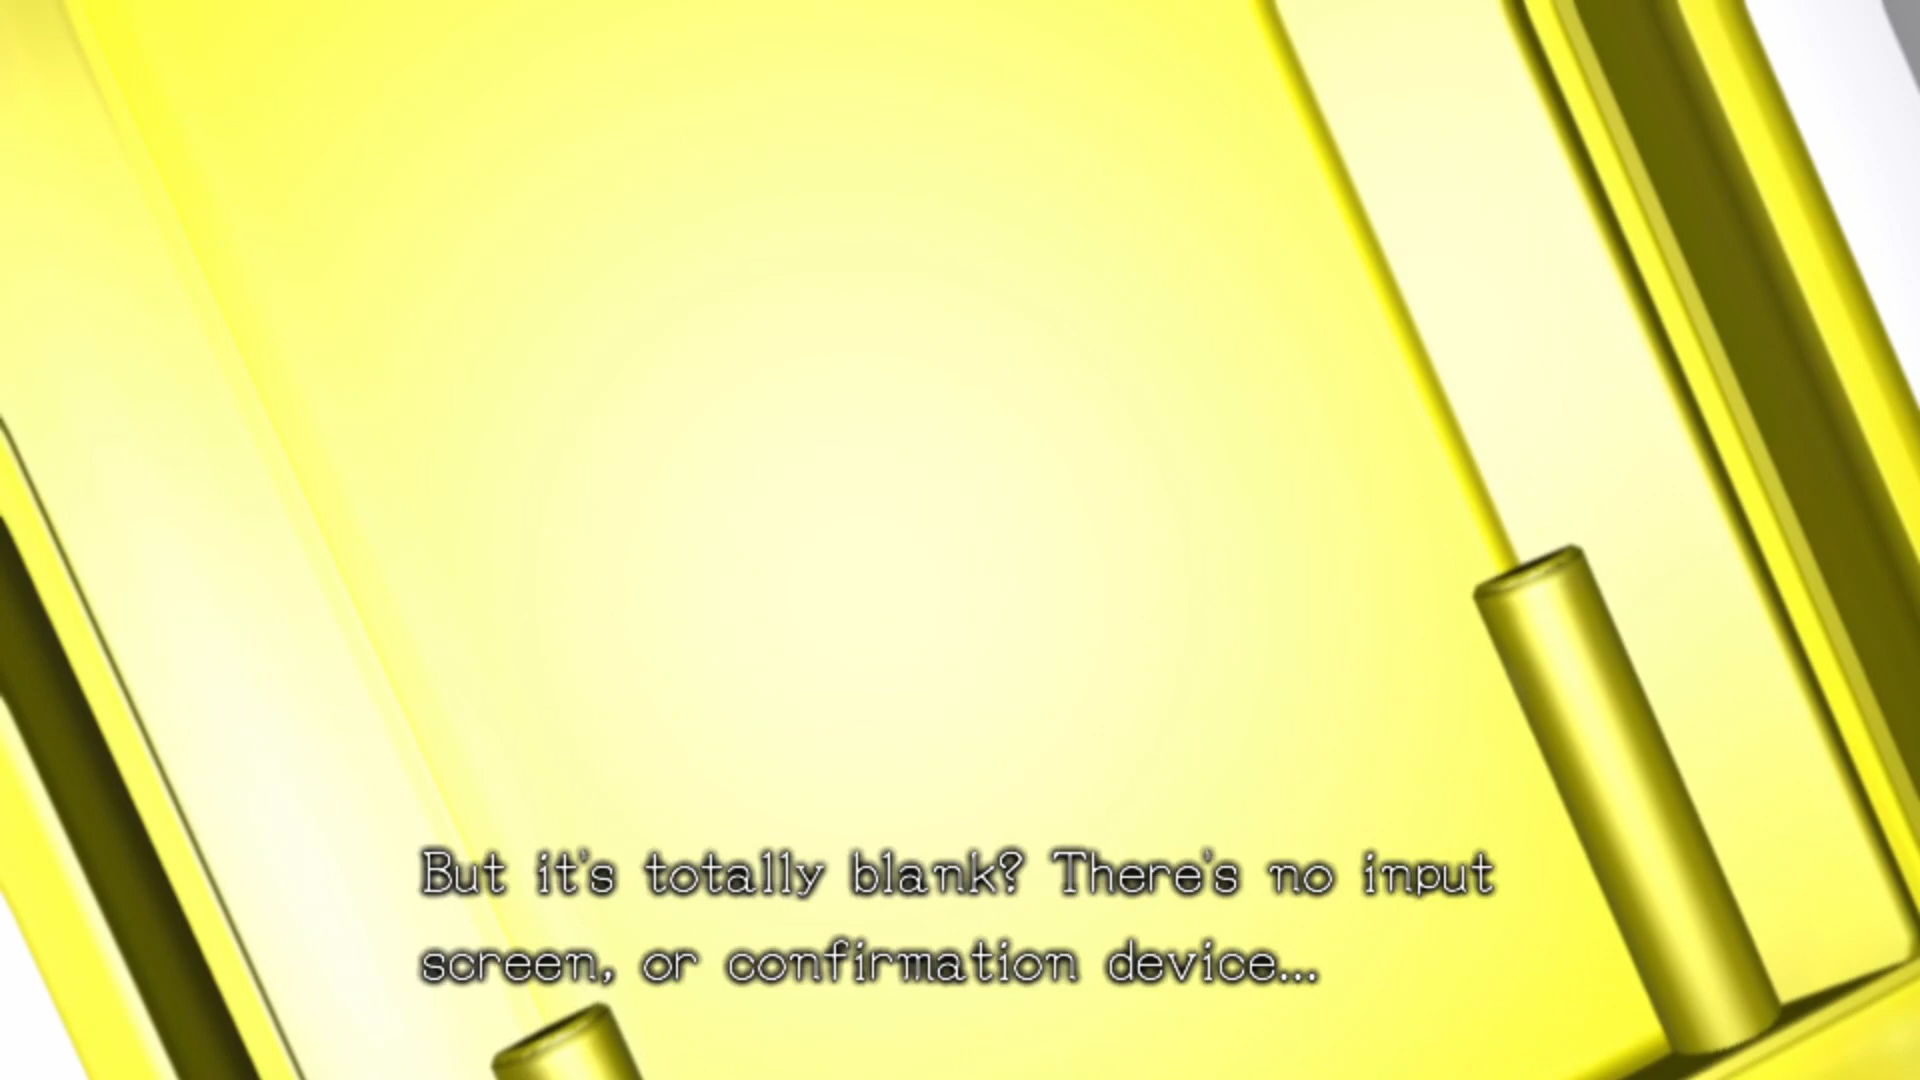 But it's totally blank? There's no input
screen, or confirmation device...